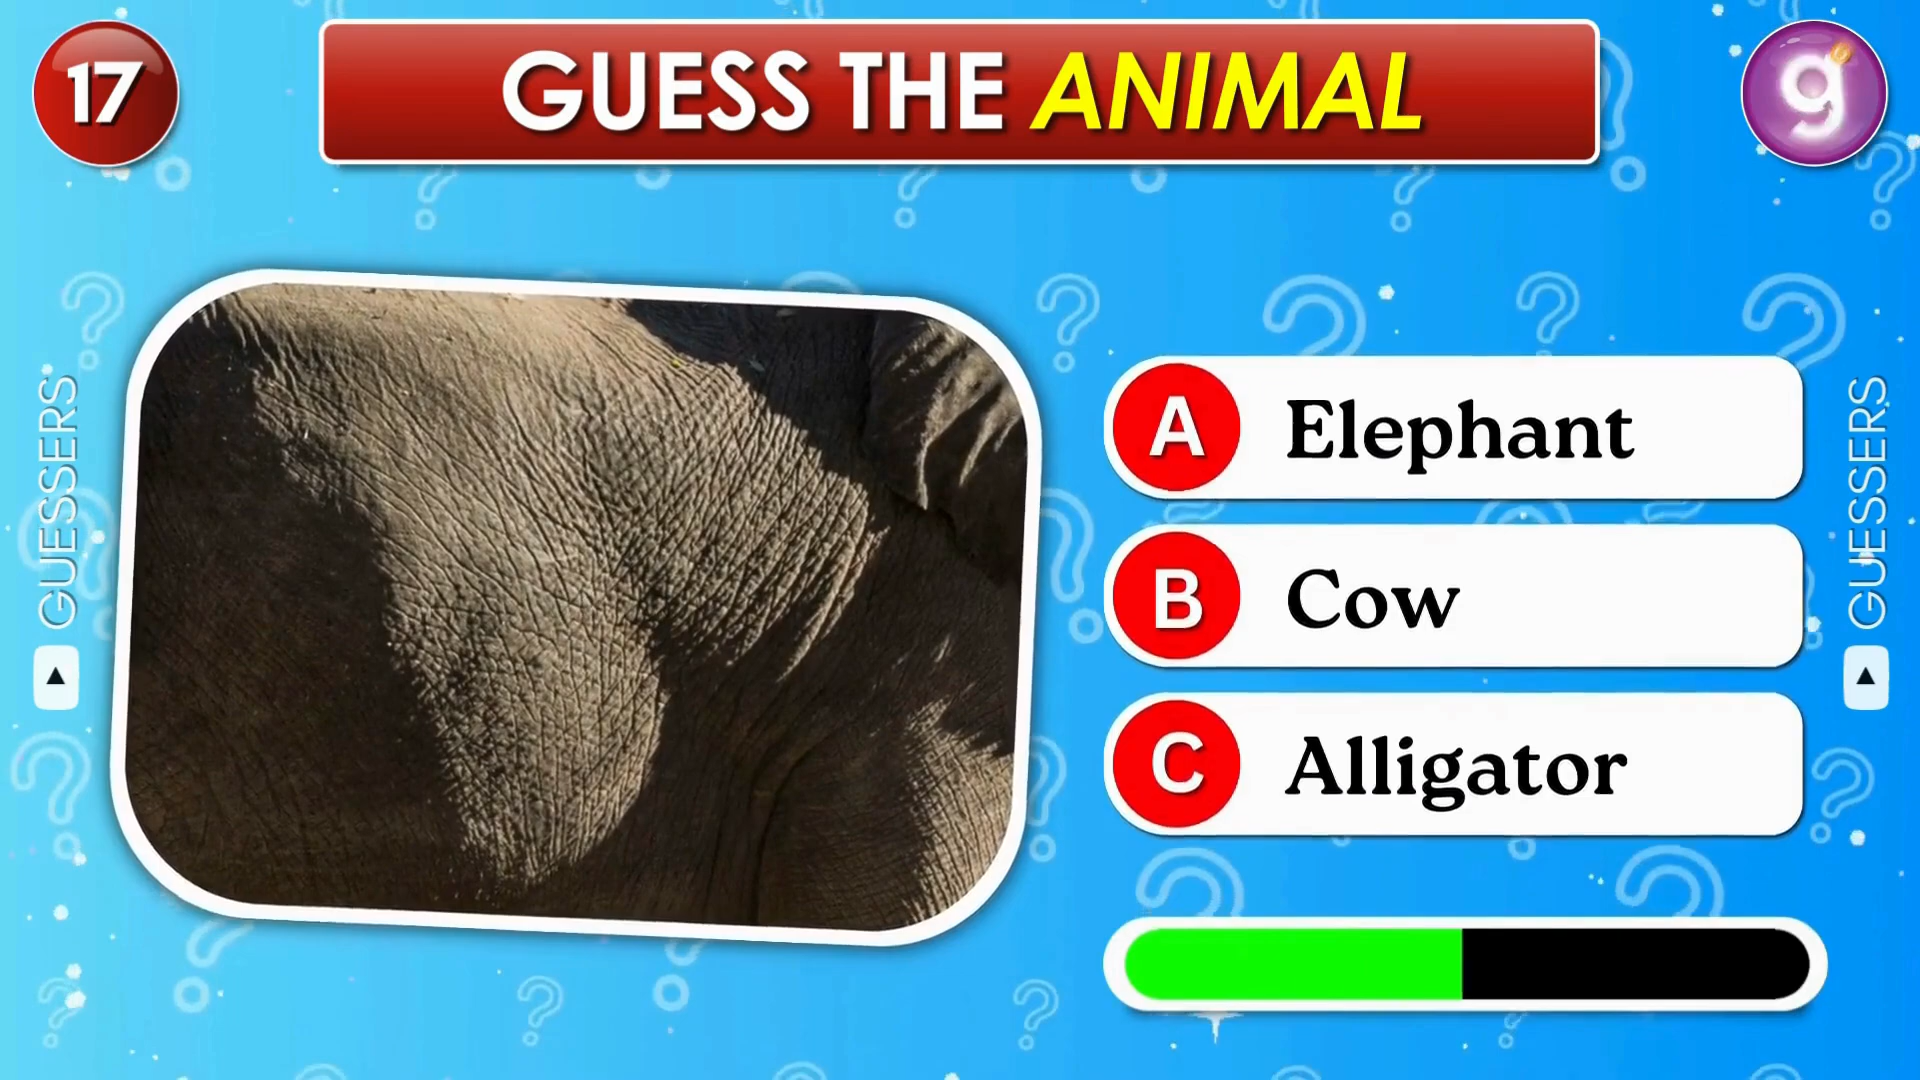 17
GUESS THE ANIMAL
g
GUESSERS
A Elephant
B Cow
C Alligator
GUESSERS